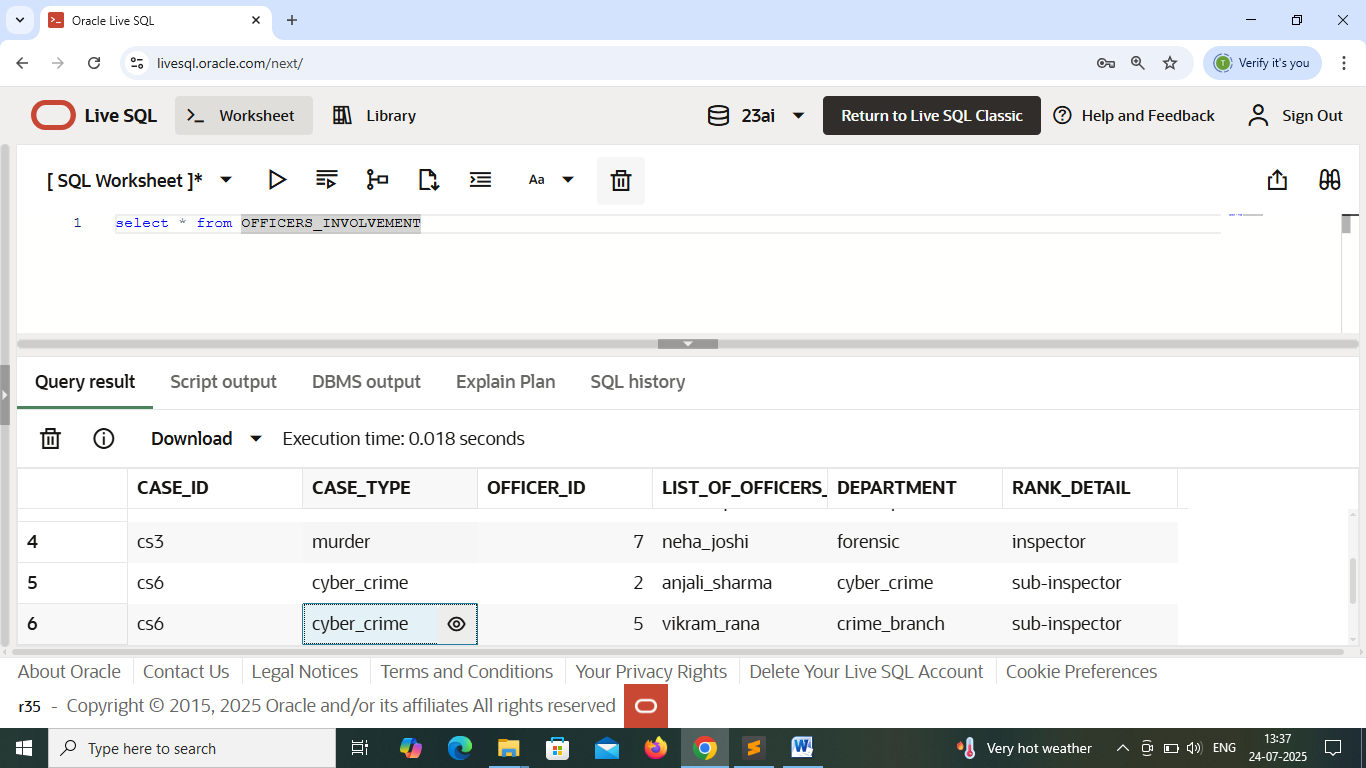 Oracle Live SQL
livesql.oracle.com/next/
Verify it's you
Live SQL Worksheet Library 23ai Return to Live SQL Classic Help and Feedback Sign Out
[ SQL Worksheet ]* Aa
1 select * from OFFICERS_INVOLVEMENT
Query result Script output DBMS output Explain Plan SQL history
Download Execution time: 0.018 seconds
CASE_ID CASE_TYPE OFFICER_ID LIST_OF_OFFICERS_ DEPARTMENT RANK_DETAIL
4 cs3 murder 7 neha_joshi forensic inspector
5 cs6 cyber_crime 2 anjali_sharma cyber_crime sub-inspector
6 cs6 cyber_crime 5 vikram_rana crime_branch sub-inspector
About Oracle Contact Us Legal Notices Terms and Conditions Your Privacy Rights Delete Your Live SQL Account Cookie Preferences
r35 - Copyright © 2015, 2025 Oracle and/or its affiliates All rights reserved
Type here to search Very hot weather ENG 13:37
24-07-2025